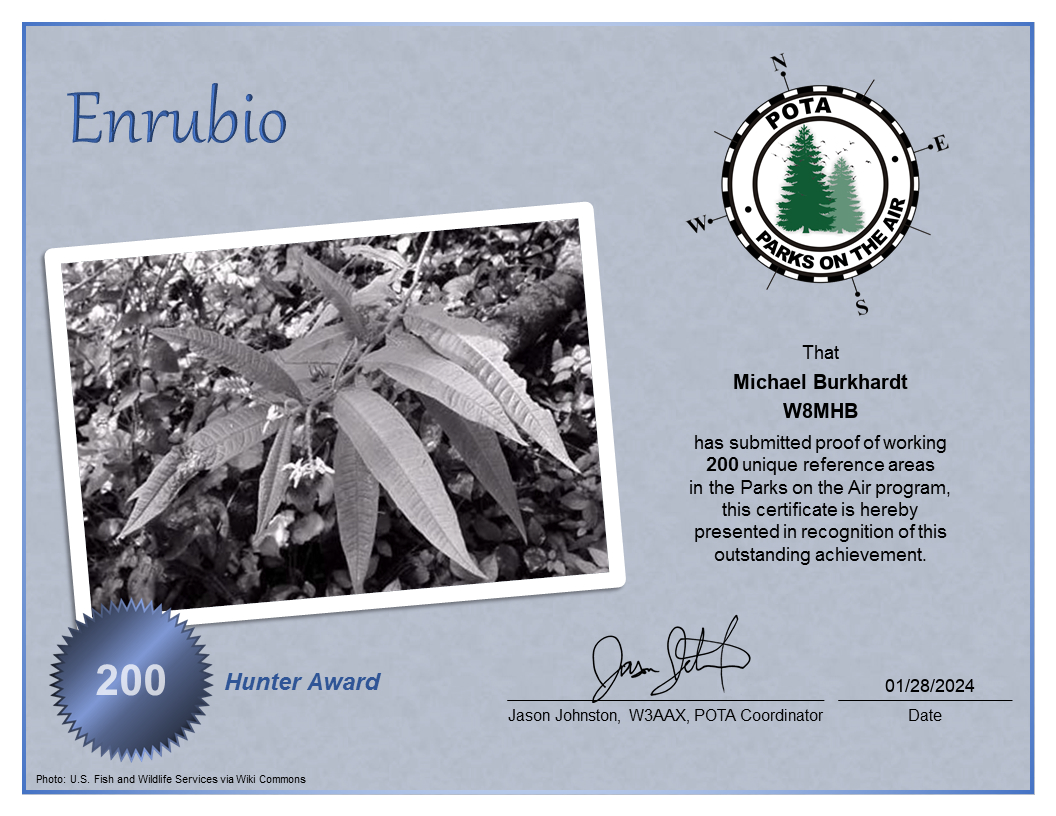 Enrubio
N
E
W
S
POTA
PARKS ON THE AIR
That
Michael Burkhardt
W8MHB
has submitted proof of working
200 unique reference areas
in the Parks on the Air program,
this certificate is hereby
presented in recognition of this
outstanding achievement.
200
Hunter Award
01/28/2024
Jason Johnston, W3AAX, POTA Coordinator
Date
Photo: U.S. Fish and Wildlife Services via Wiki Commons